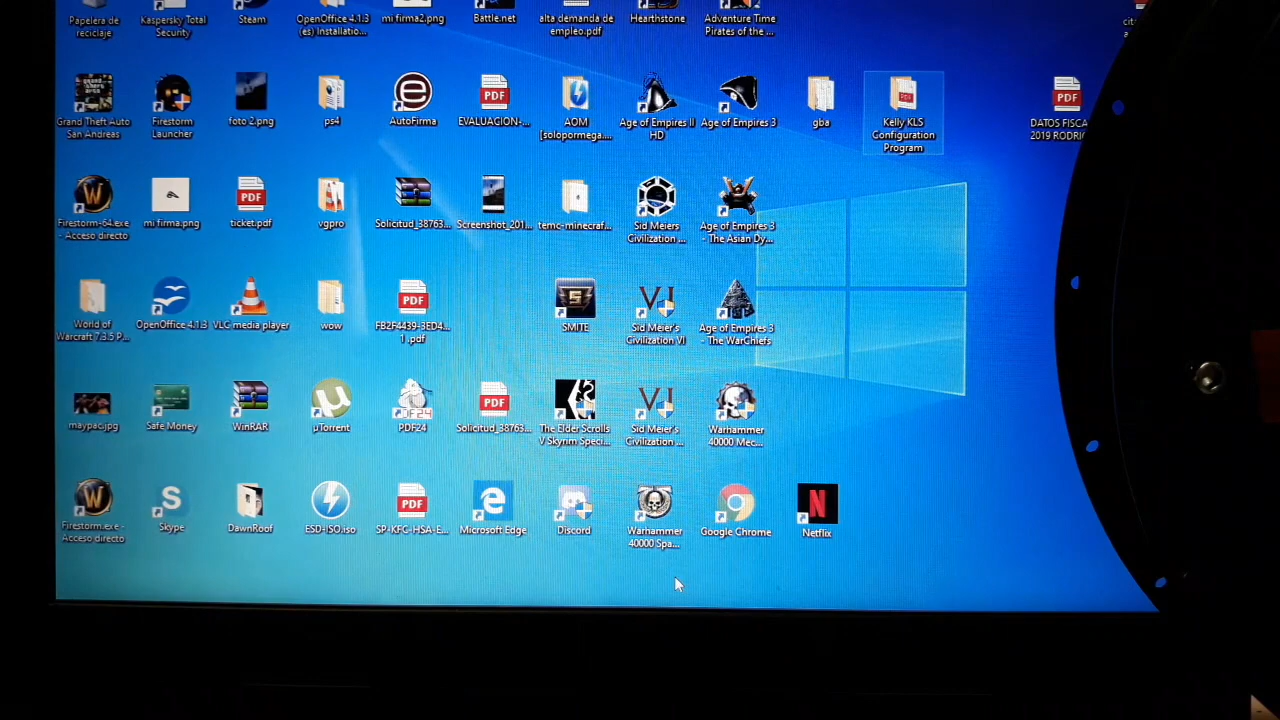 Papelera de
reciclaje
Kaspersky Total
Security
Steam
OpenOffice 4.1.3
(es) Installatio...
mi firma2.png
Battle.net
alta demanda de
empleo.pdf
Hearthstone
Adventure Time
Pirates of the ...
Grand Theft Auto
San Andreas
Firestorm
Launcher
foto 2.png
ps4
AutoFirma
EVALUACION-...
AOM
[solopormega....
Age of Empires II
HD
Age of Empires 3
gba
Kelly KLS
Configuration
Program
DATOS FISCA
2019 RODRIG
Firestorm-64.exe
- Acceso directo
mi firma.png
ticket.pdf
vgpro
Solicitud_38763...
Screenshot_201...
temc-minecraf...
Sid Meiers
Civilization ...
Age of Empires 3
- The Asian Dy...
World of
Warcraft 7.3.5 P...
OpenOffice 4.1.3
VLC media player
wow
FB2F4439-3ED4...
1 .pdf
SMITE
Sid Meier's
Civilization VI
Age of Empires 3
- The WarChiefs
maypac.jpg
Safe Money
WinRAR
µTorrent
PDF24
Solicitud_38763...
The Elder Scrolls
V Skyrim Speci...
Sid Meier's
Civilization ...
Warhammer
40000 Mec...
Firestorm.exe -
Acceso directo
Skype
DawnRoof
ESD-ISO.iso
SP-KFC-HSA-E...
Microsoft Edge
Discord
Warhammer
40000 Spa...
Google Chrome
Netflix